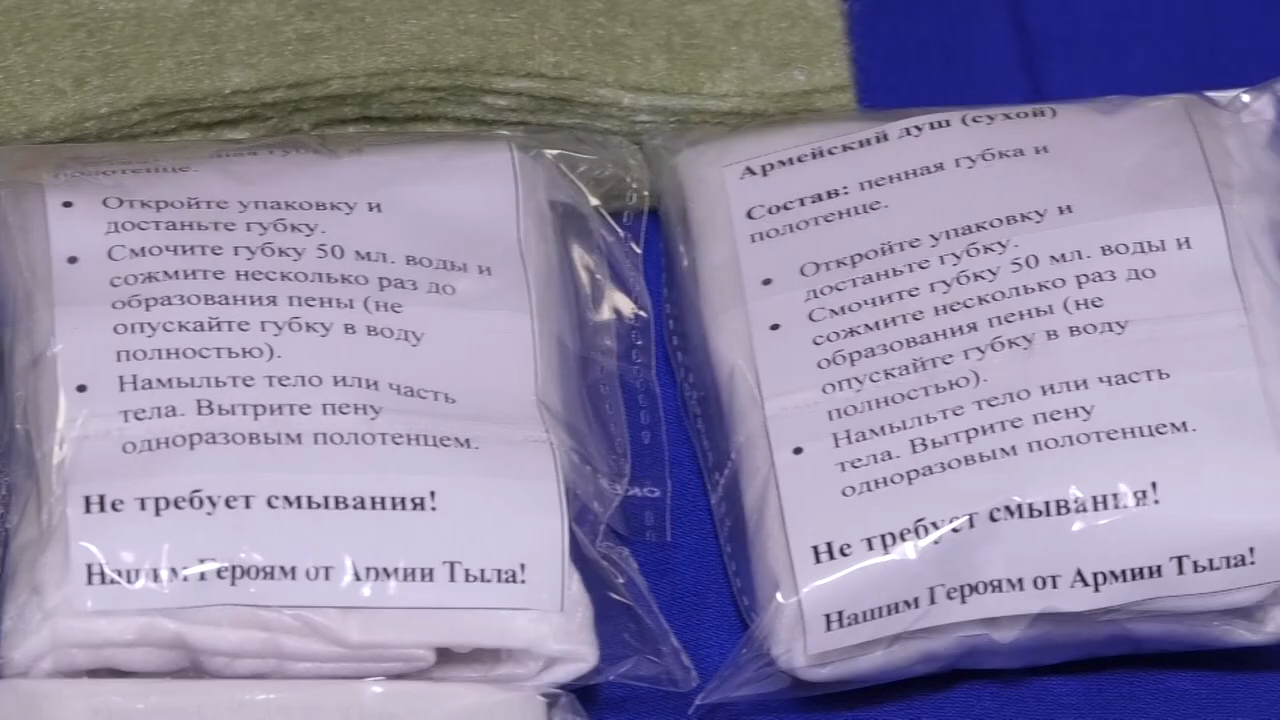 полотенце.
• Откройте упаковку и
достаньте губку.
• Смочите губку 50 мл. воды и
сожмите несколько раз до
образования пены (не
опускайте губку в воду
полностью).
• Намыльте тело или часть
тела. Вытрите пену
одноразовым полотенцем.
Не требует смывания!
Нашим Героям от Армии Тыла!
Армейский душ (сухой)
Состав: пенная губка и
полотенце.
• Откройте упаковку и
достаньте губку.
• Смочите губку 50 мл. воды и
сожмите несколько раз до
образования пены (не
опускайте губку в воду
полностью).
• Намыльте тело или часть
тела. Вытрите пену
одноразовым полотенцем.
Не требует смывания!
Нашим Героям от Армии Тыла!